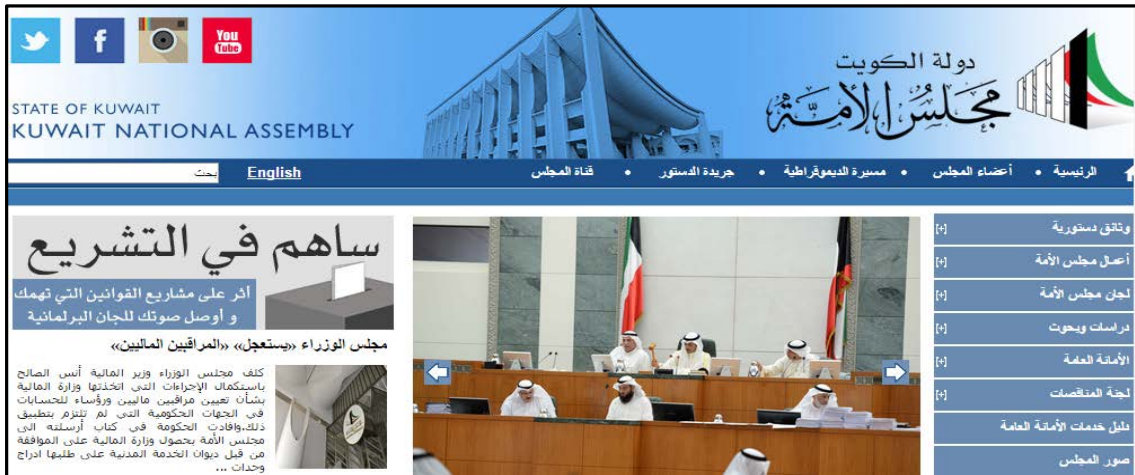 You
Tube
دولة الكويت
مجلس الأمة
STATE OF KUWAIT
KUWAIT NATIONAL ASSEMBLY
الرئيسية • أعضاء المجلس • مسيرة الديموقراطية • جريدة الدستور • قناة المجلس
English
بحث
وثائق دستورية [+]
أعمال مجلس الأمة [+]
لجان مجلس الأمة [+]
دراسات وبحوث [+]
الأمانة العامة [+]
لجنة المناقصات [+]
دليل خدمات الأمانة العامة
صور المجلس
ساهم في التشريع
أثر على مشاريع القوانين التي تهمك
و أوصل صوتك للجان البرلمانية
مجلس الوزراء «يستعجل» «المراقبين الماليين»
كلف مجلس الوزراء وزير المالية أنس الصالح
باستكمال الإجراءات التي اتخذتها وزارة المالية
بشأن تعيين مراقبين ماليين ورؤساء للحسابات
في الجهات الحكومية التي لم تلتزم بتطبيق
ذلك.وافادت الحكومة في كتاب أرسلته الى
مجلس الأمة بحصول وزارة المالية على الموافقة
من قبل ديوان الخدمة المدنية على طلبها ادراج
وحدات ...